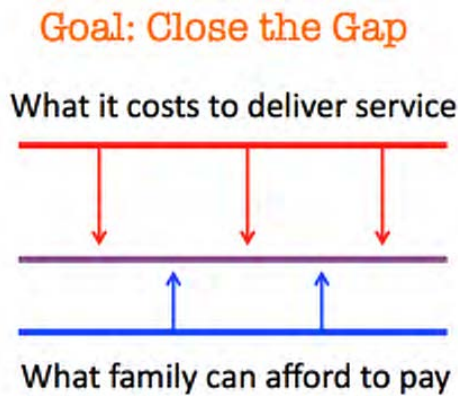 Goal: Close the Gap
What it costs to deliver service
What family can afford to pay